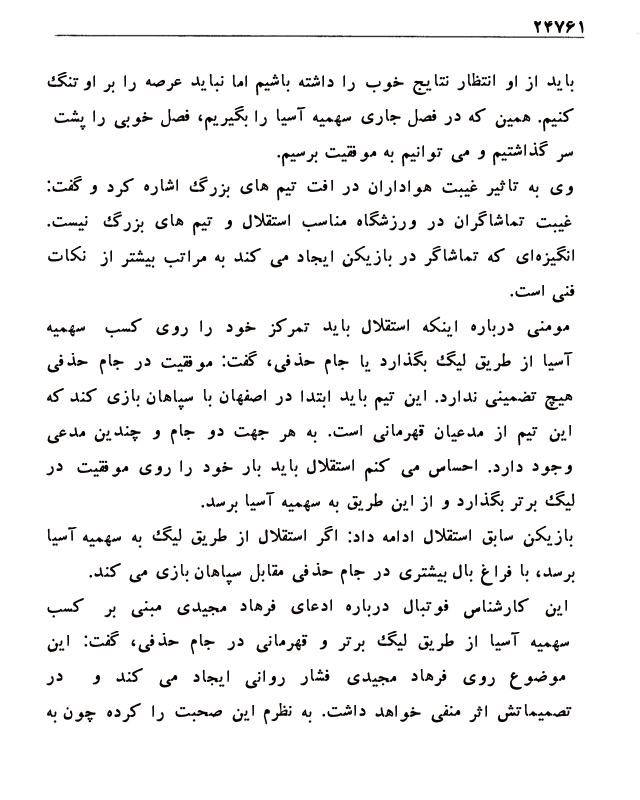 ۲۴۷۶۱
باید از او انتظار نتایج خوب را داشته باشیم اما نباید عرصه را بر او تنگ
کنیم. همین که در فصل جاری سهمیه آسیا را بگیریم، فصل خوبی را پشت
سر گذاشتیم و می توانیم به موفقیت برسیم.
وی به تاثیر غیبت هواداران در افت تیم های بزرگ اشاره کرد و گفت:
غیبت تماشاگران در ورزشگاه مناسب استقلال و تیم های بزرگ نیست.
انگیزه‌ای که تماشاگر در بازیکن ایجاد می کند به مراتب بیشتر از نکات
فنی است.
مومنی درباره اینکه استقلال باید تمرکز خود را روی کسب سهمیه
آسیا از طریق لیگ بگذارد یا جام حذفی، گفت: موفقیت در جام حذفی
هیچ تضمینی ندارد. این تیم باید ابتدا در اصفهان با سپاهان بازی کند که
این تیم از مدعیان قهرمانی است. به هر جهت دو جام و چندین مدعی
وجود دارد. احساس می کنم استقلال باید بار خود را روی موفقیت در
لیگ برتر بگذارد و از این طریق به سهمیه آسیا برسد.
بازیکن سابق استقلال ادامه داد: اگر استقلال از طریق لیگ به سهمیه آسیا
برسد، با فراغ بال بیشتری در جام حذفی مقابل سپاهان بازی می کند.
این کارشناس فوتبال درباره ادعای فرهاد مجیدی مبنی بر کسب
سهمیه آسیا از طریق لیگ برتر و قهرمانی در جام حذفی، گفت: این
موضوع روی فرهاد مجیدی فشار روانی ایجاد می کند و در
تصمیماتش اثر منفی خواهد داشت. به نظرم این صحبت را کرده چون به